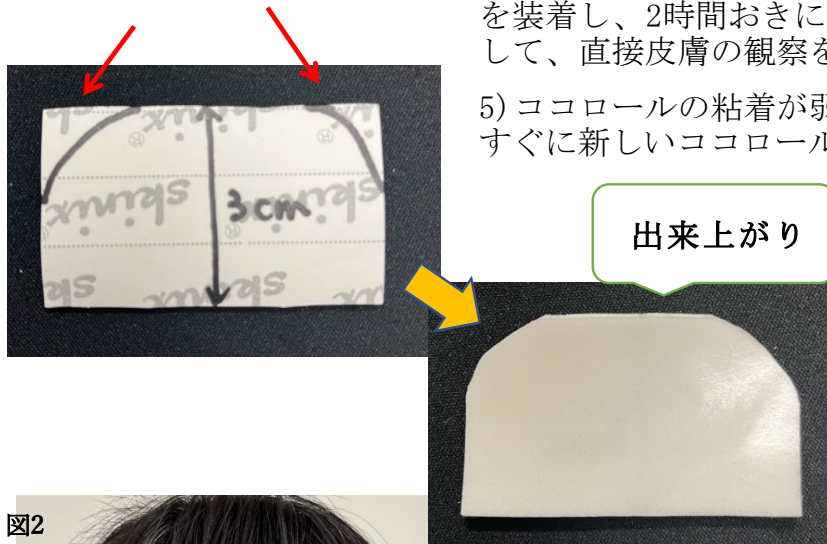 を装着し、2時間おきに
して、直接皮膚の観察を
5)ココロールの粘着が
すぐに新しいココロール
skinix
3cm
出来上がり
図2